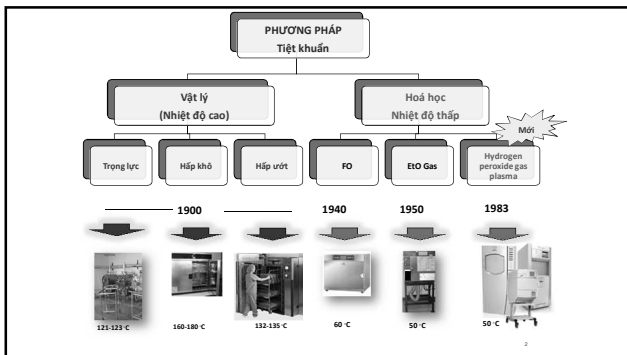 PHƯƠNG PHÁP
Tiệt khuẩn
Vật lý
(Nhiệt độ cao)
Hoá học
Nhiệt độ thấp
Mới
Trọng lực
Hấp khô
Hấp ướt
FO
EtO Gas
Hydrogen
peroxide gas
plasma
1900
1940
1950
1983
121-123 °C
160-180 °C
132-135 °C
60 °C
50 °C
50 °C
2